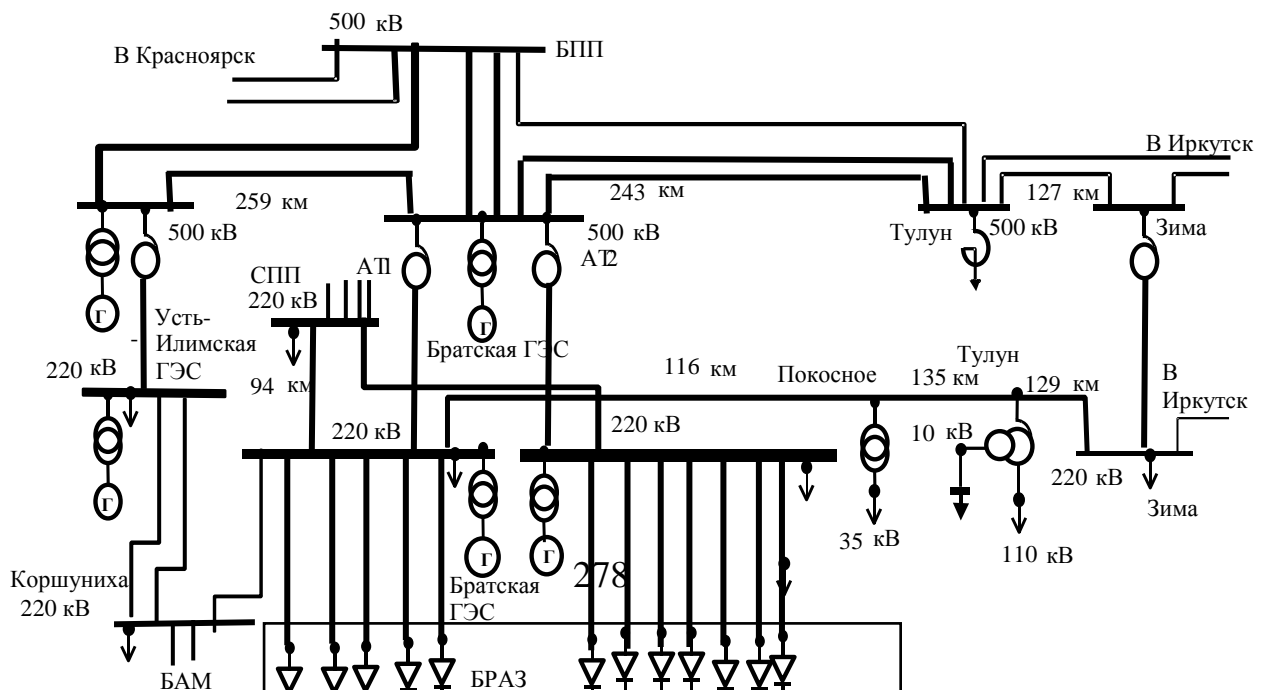 500 кВ
В Красноярск
БПП
В Иркутск
259 км
243 км
127 км
500 кВ
500 кВ
Тулун
500 кВ
Зима
АТ1
АТ2
СПП
220 кВ
Г
Г
Усть-
Илимская
ГЭС
Братская ГЭС
220 кВ
94 км
116 км
Покосное
Тулун
135 км
129 км
В
Иркутск
220 кВ
220 кВ
10 кВ
220 кВ
Зима
Г
Г
Г
35 кВ
110 кВ
278
Братская
ГЭС
Коршуниха
220 кВ
БАМ
БРАЗ